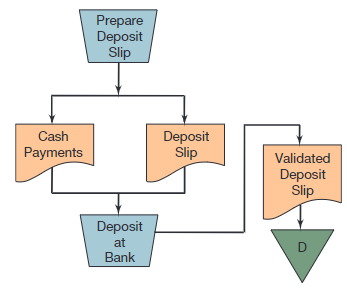 Prepare
Deposit
Slip
Cash
Payments
Deposit
Slip
Validated
Deposit
Slip
Deposit
at
Bank
D